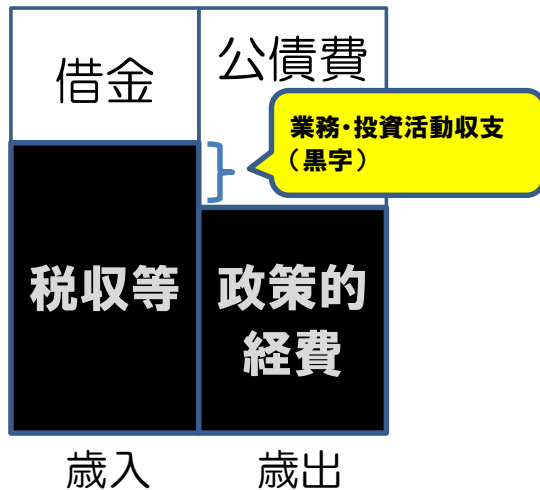 借金
公債費
業務・投資活動収支
（黒字）
税収等
政策的
経費
歳入
歳出